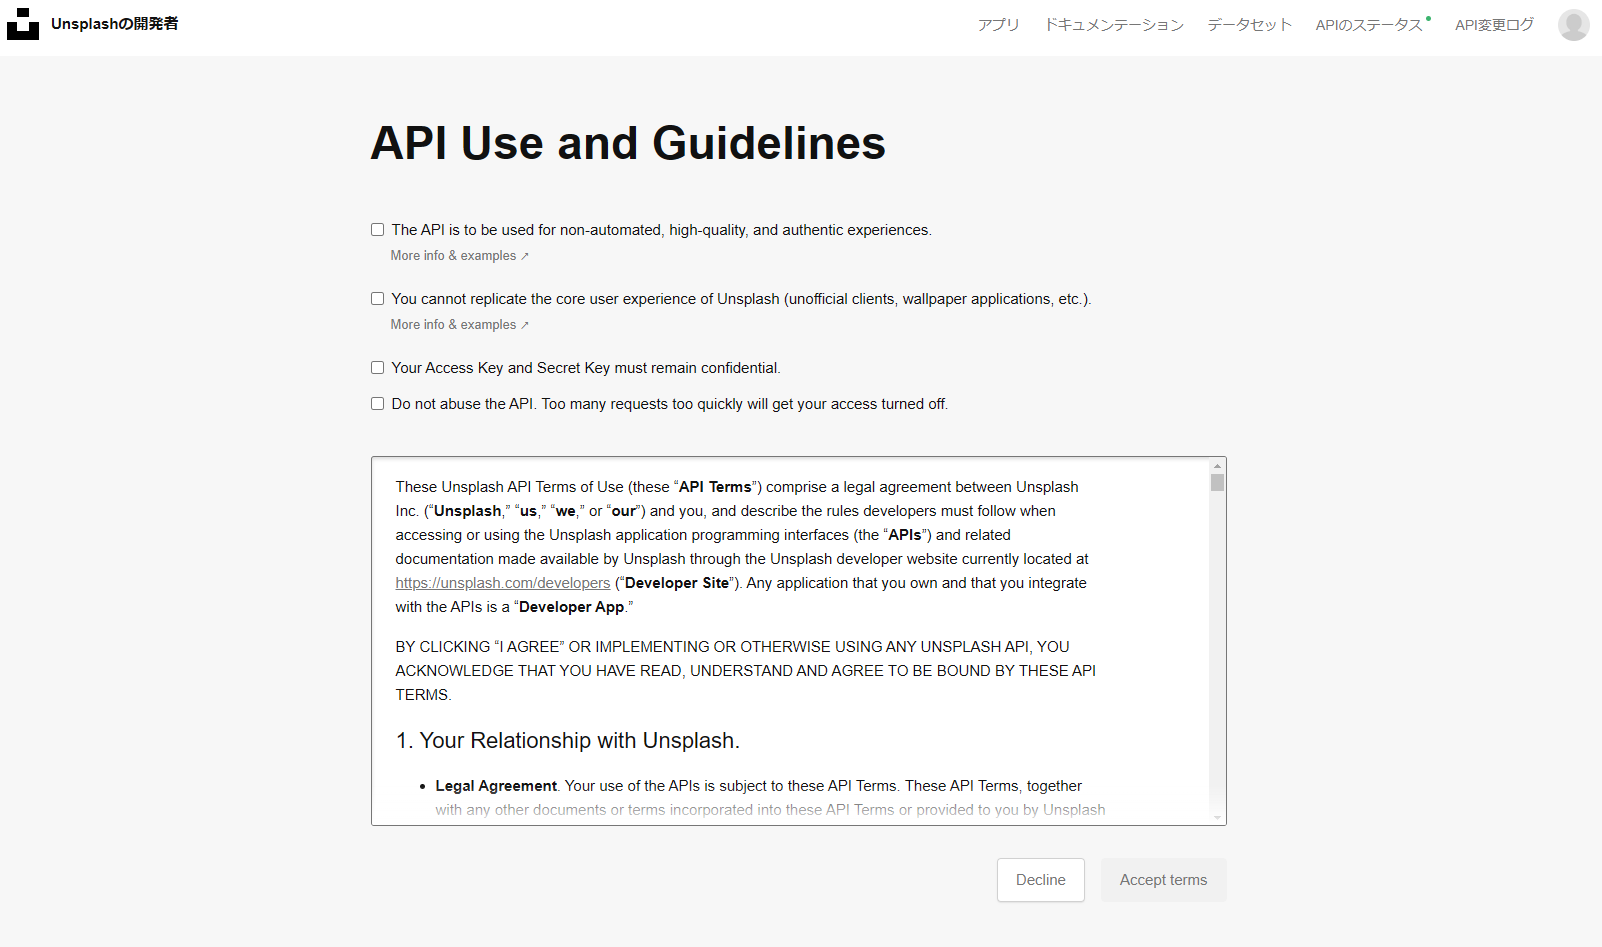 Unsplashの開発者
アプリ ドキュメンテーション データセット APIのステータス API変更ログ
API Use and Guidelines
The API is to be used for non-automated, high-quality, and authentic experiences.
More info & examples ↗
You cannot replicate the core user experience of Unsplash (unofficial clients, wallpaper applications, etc.).
More info & examples ↗
Your Access Key and Secret Key must remain confidential.
Do not abuse the API. Too many requests too quickly will get your access turned off.
These Unsplash API Terms of Use (these “API Terms”) comprise a legal agreement between Unsplash
Inc. (“Unsplash,” “us,” “we,” or “our”) and you, and describe the rules developers must follow when
accessing or using the Unsplash application programming interfaces (the “APIs”) and related
documentation made available by Unsplash through the Unsplash developer website currently located at
https://unsplash.com/developers (“Developer Site”). Any application that you own and that you integrate
with the APIs is a “Developer App.”
BY CLICKING “I AGREE” OR IMPLEMENTING OR OTHERWISE USING ANY UNSPLASH API, YOU
ACKNOWLEDGE THAT YOU HAVE READ, UNDERSTAND AND AGREE TO BE BOUND BY THESE API
TERMS.
1. Your Relationship with Unsplash.
• Legal Agreement. Your use of the APIs is subject to these API Terms. These API Terms, together
with any other documents or terms incorporated into these API Terms or provided to you by Unsplash
Decline Accept terms